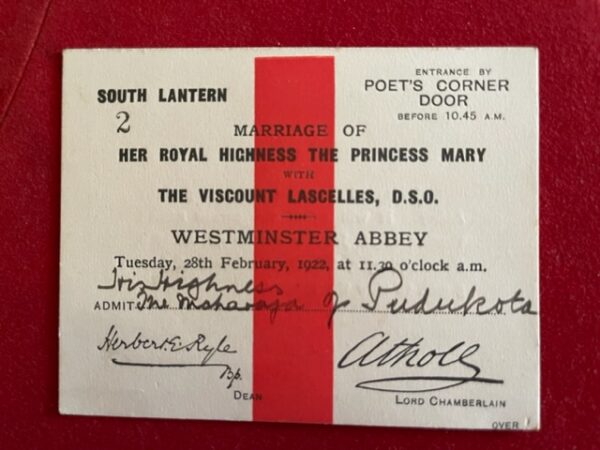 SOUTH LANTERN
2
ENTRANCE BY
POET'S CORNER
DOOR
BEFORE 10.45 A.M.
MARRIAGE OF
HER ROYAL HIGHNESS THE PRINCESS MARY
WITH
THE VISCOUNT LASCELLES, D.S.O.
WESTMINSTER ABBEY
Tuesday, 28th February, 1922, at 11.30 o'clock a.m.
His Highness
ADMIT The Maharaja of Pudukota
Herbert E. Ryle
Bp.
DEAN
Atholl
LORD CHAMBERLAIN
OVER